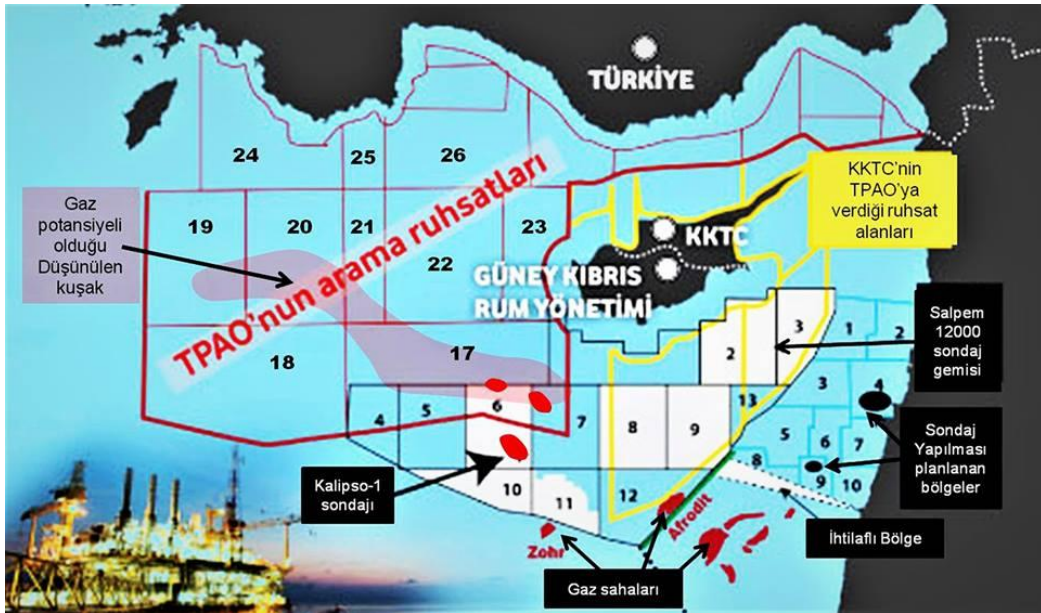 TÜRKİYE
24
25
26
Gaz
potansiyeli
olduğu
Düşünülen
kuşak
19
20
21
22
23
TPAO'nun arama ruhsatları
KKTC'nin
TPAO'ya
verdiği ruhsat
alanları
KKTC
GÜNEY KIBRIS
RUM YÖNETİMİ
18
17
Salpem
12000
sondaj
gemisi
2
3
1
2
3
4
4
5
6
7
8
9
13
5
6
7
8
9
10
Sondaj
Yapılması
planlanan
bölgeler
Kalipso-1
sondajı
10
11
12
Zohr
Afrodit
Gaz sahaları
İhtilaflı Bölge